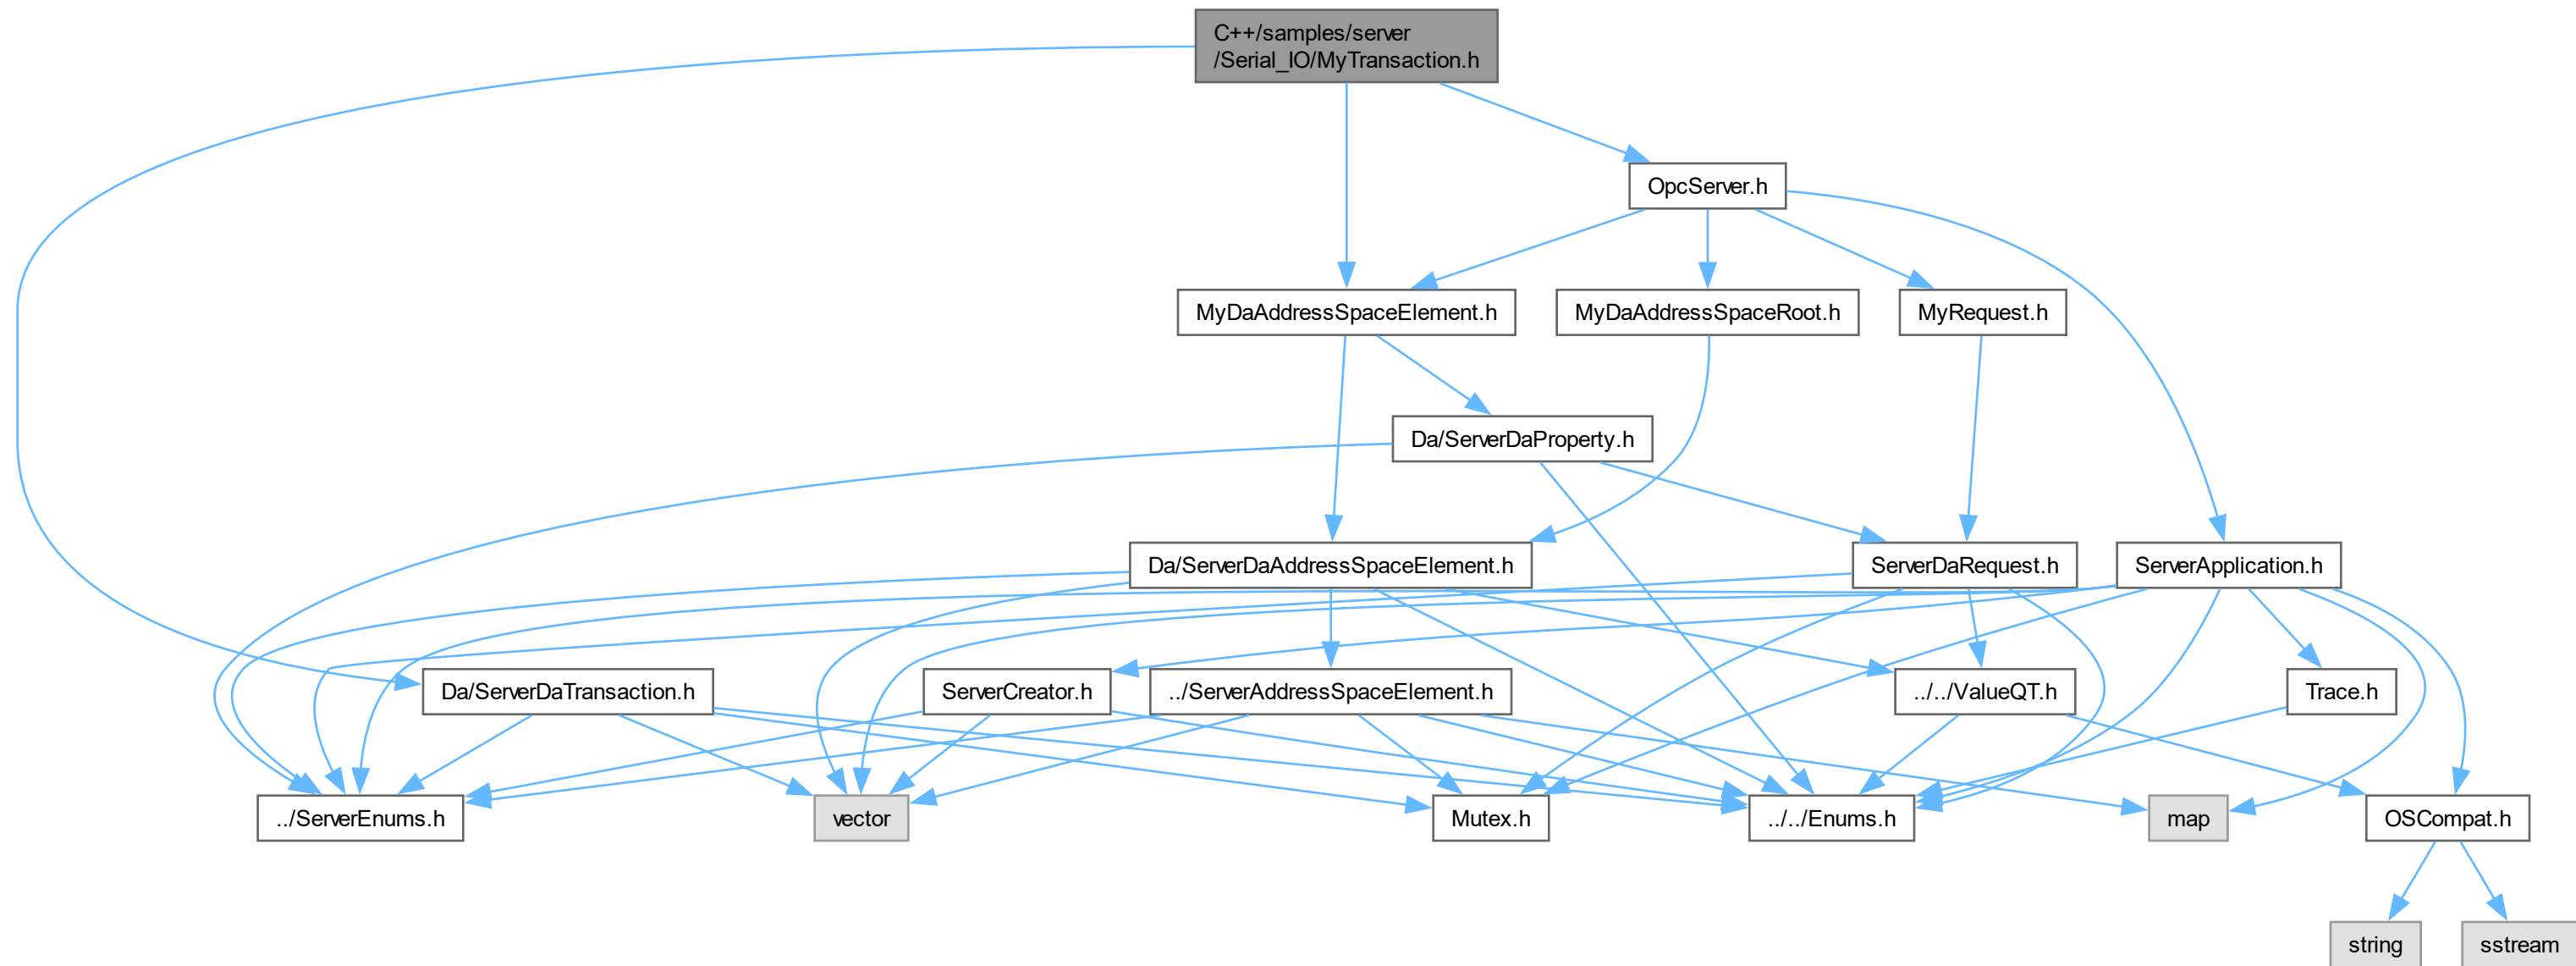 C++/samples/server
/Serial_IO/MyTransaction.h
OpcServer.h
MyDaAddressSpaceElement.h
MyDaAddressSpaceRoot.h
MyRequest.h
Da/ServerDaProperty.h
Da/ServerDaAddressSpaceElement.h
ServerDaRequest.h
ServerApplication.h
Da/ServerDaTransaction.h
ServerCreator.h
../ServerAddressSpaceElement.h
../../ValueQT.h
Trace.h
../ServerEnums.h
vector
Mutex.h
../../Enums.h
map
OSCompat.h
string
sstream